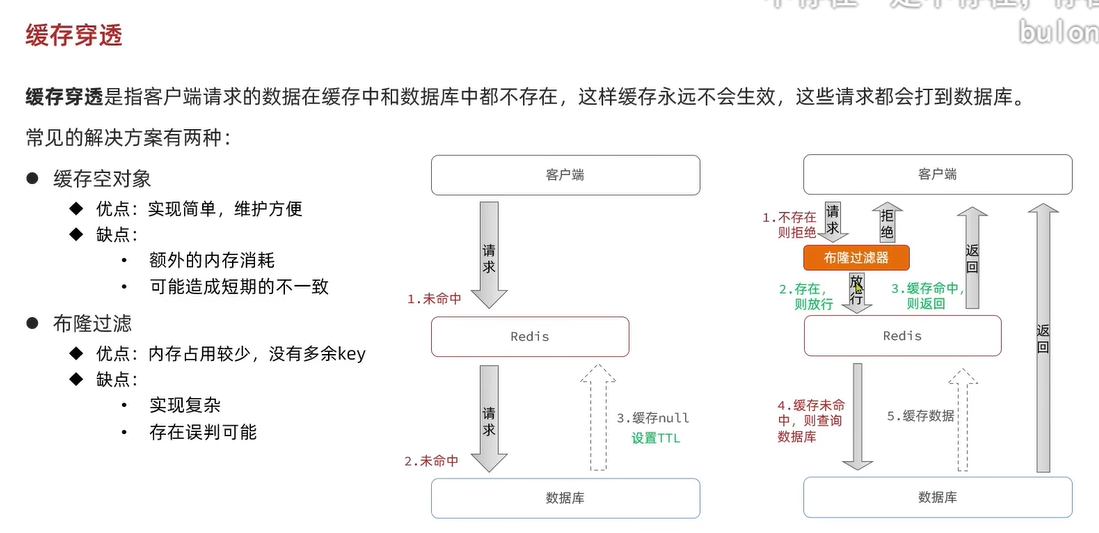 bulon
缓存穿透
缓存穿透是指客户端请求的数据在缓存中和数据库中都不存在，这样缓存永远不会生效，这些请求都会打到数据库。
常见的解决方案有两种：
● 缓存空对象
◆ 优点：实现简单，维护方便
◆ 缺点：
• 额外的内存消耗
• 可能造成短期的不一致
● 布隆过滤
◆ 优点：内存占用较少，没有多余key
◆ 缺点：
• 实现复杂
• 存在误判可能
客户端
请求
1.未命中
Redis
请求
2.未命中
3.缓存null
设置TTL
数据库
客户端
1.不存在
则拒绝
请求
拒绝
布隆过滤器
2.存在，
则放行
放行
3.缓存命中，
则返回
返回
Redis
返回
4.缓存未命
中，则查询
数据库
5.缓存数据
数据库